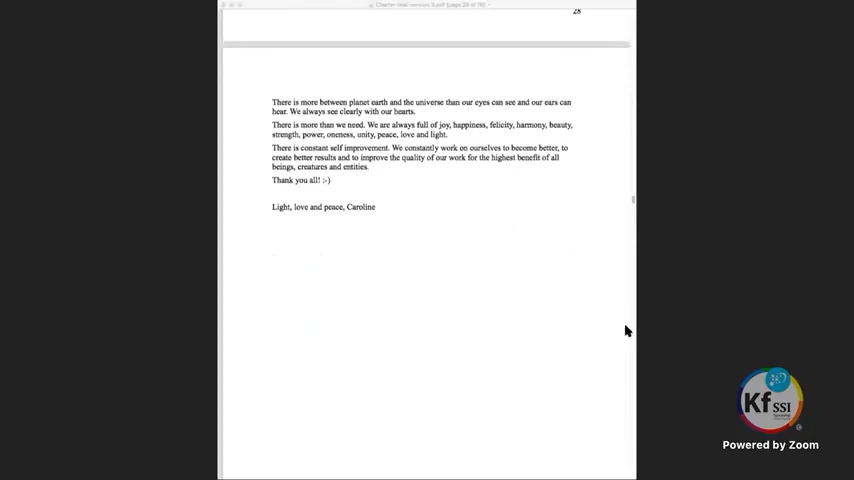 28
There is more between planet earth and the universe than our eyes can see and our ears can
hear. We always see clearly with our hearts.
There is more than we need. We are always full of joy, happiness, felicity, harmony, beauty,
strength, power, oneness, unity, peace, love and light.
There is constant self improvement. We constantly work on ourselves to become better, to
create better results and to improve the quality of our work for the highest benefit of all
beings, creatures and entities.
Thank you all! :-)
Light, love and peace, Caroline
Kf SSI
Powered by Zoom